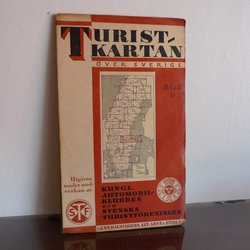 TURIST-
KARTAN
ÖVER SVERIGE
Utgiven
under med
verkan av
KUNGL.
AUTOMOBIL-
KLUBBEN
OCH
SVENSKA
TURISTFÖRENINGEN
STF
GENERALSTABENS LIT. ANST:S FÖRLAG